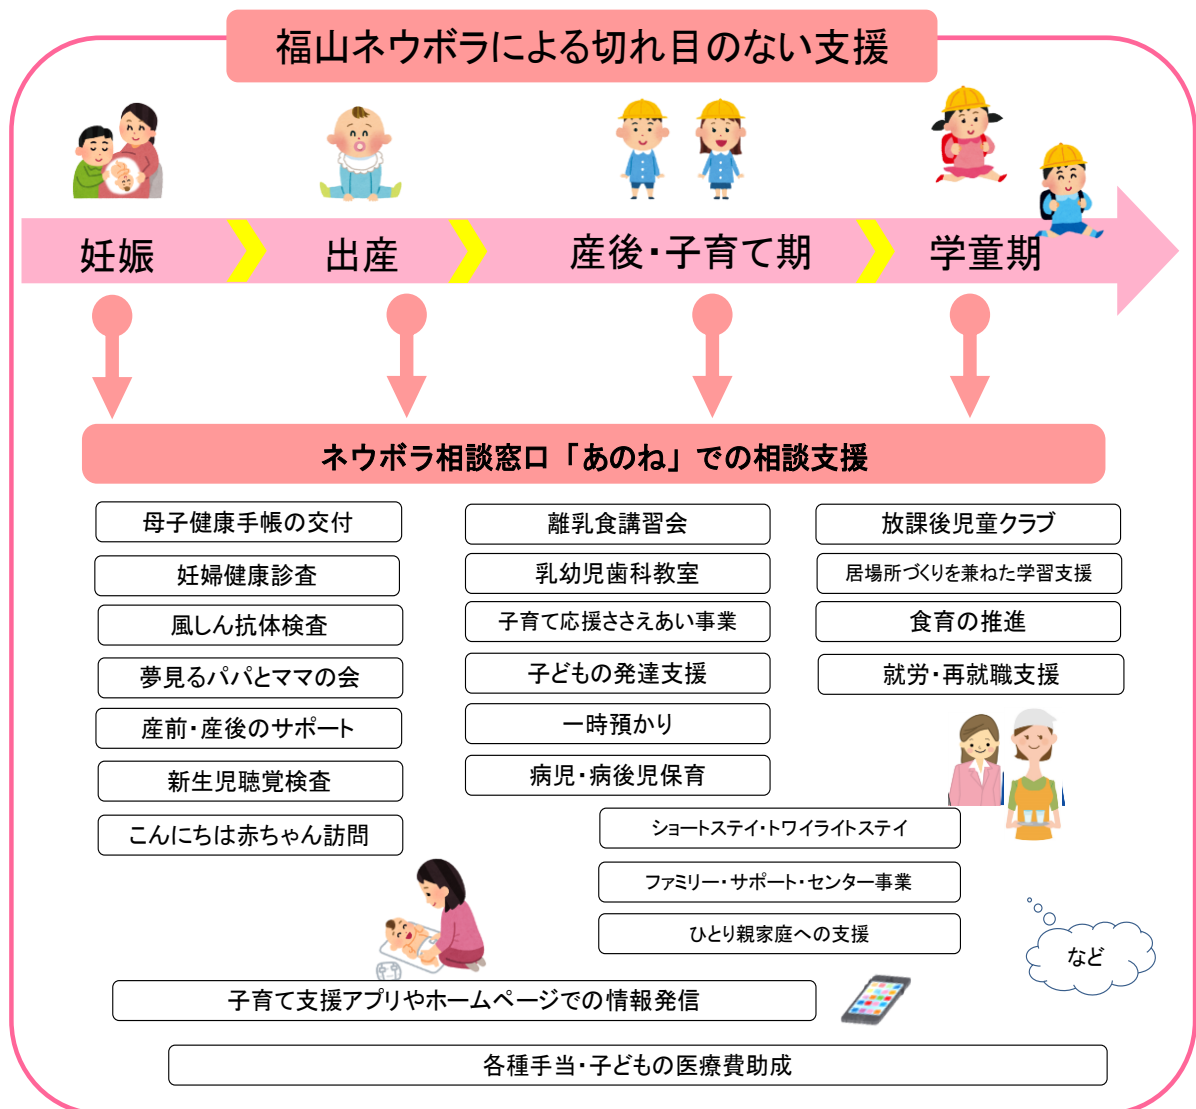 福山ネウボラによる切れ目のない支援
妊娠
出産
産後・子育て期
学童期
ネウボラ相談窓口「あのね」での相談支援
母子健康手帳の交付
妊婦健康診査
風しん抗体検査
夢見るパパとママの会
産前・産後のサポート
新生児聴覚検査
こんにちは赤ちゃん訪問
離乳食講習会
乳幼児歯科教室
子育て応援ささえあい事業
子どもの発達支援
一時預かり
病児・病後児保育
放課後児童クラブ
居場所づくりを兼ねた学習支援
食育の推進
就労・再就職支援
ショートステイ・トワイライトステイ
ファミリー・サポート・センター事業
ひとり親家庭への支援
など
子育て支援アプリやホームページでの情報発信
各種手当・子どもの医療費助成